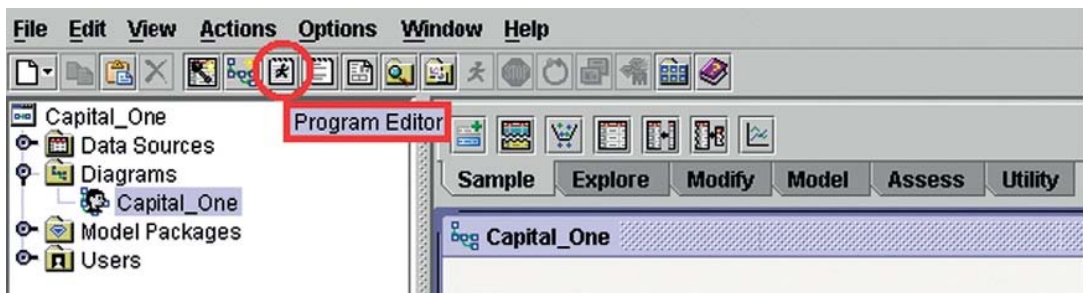 File Edit View Actions Options Window Help
Program Editor
Capital_One
Data Sources
Diagrams
Capital_One
Model Packages
Users
Sample Explore Modify Model Assess Utility
Capital_One